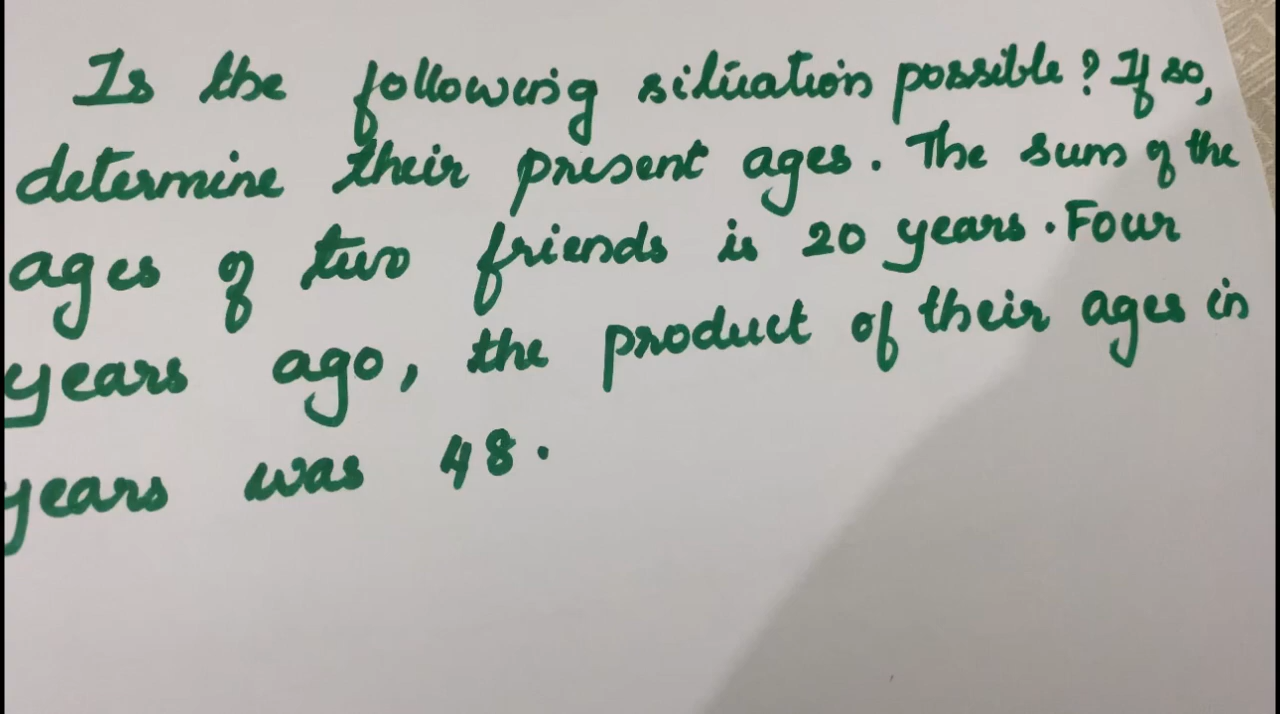 Is the following situation possible? If so,
determine their present ages. The sum of the
ages of two friends is 20 years. Four
years ago, the product of their ages in
years was 48.